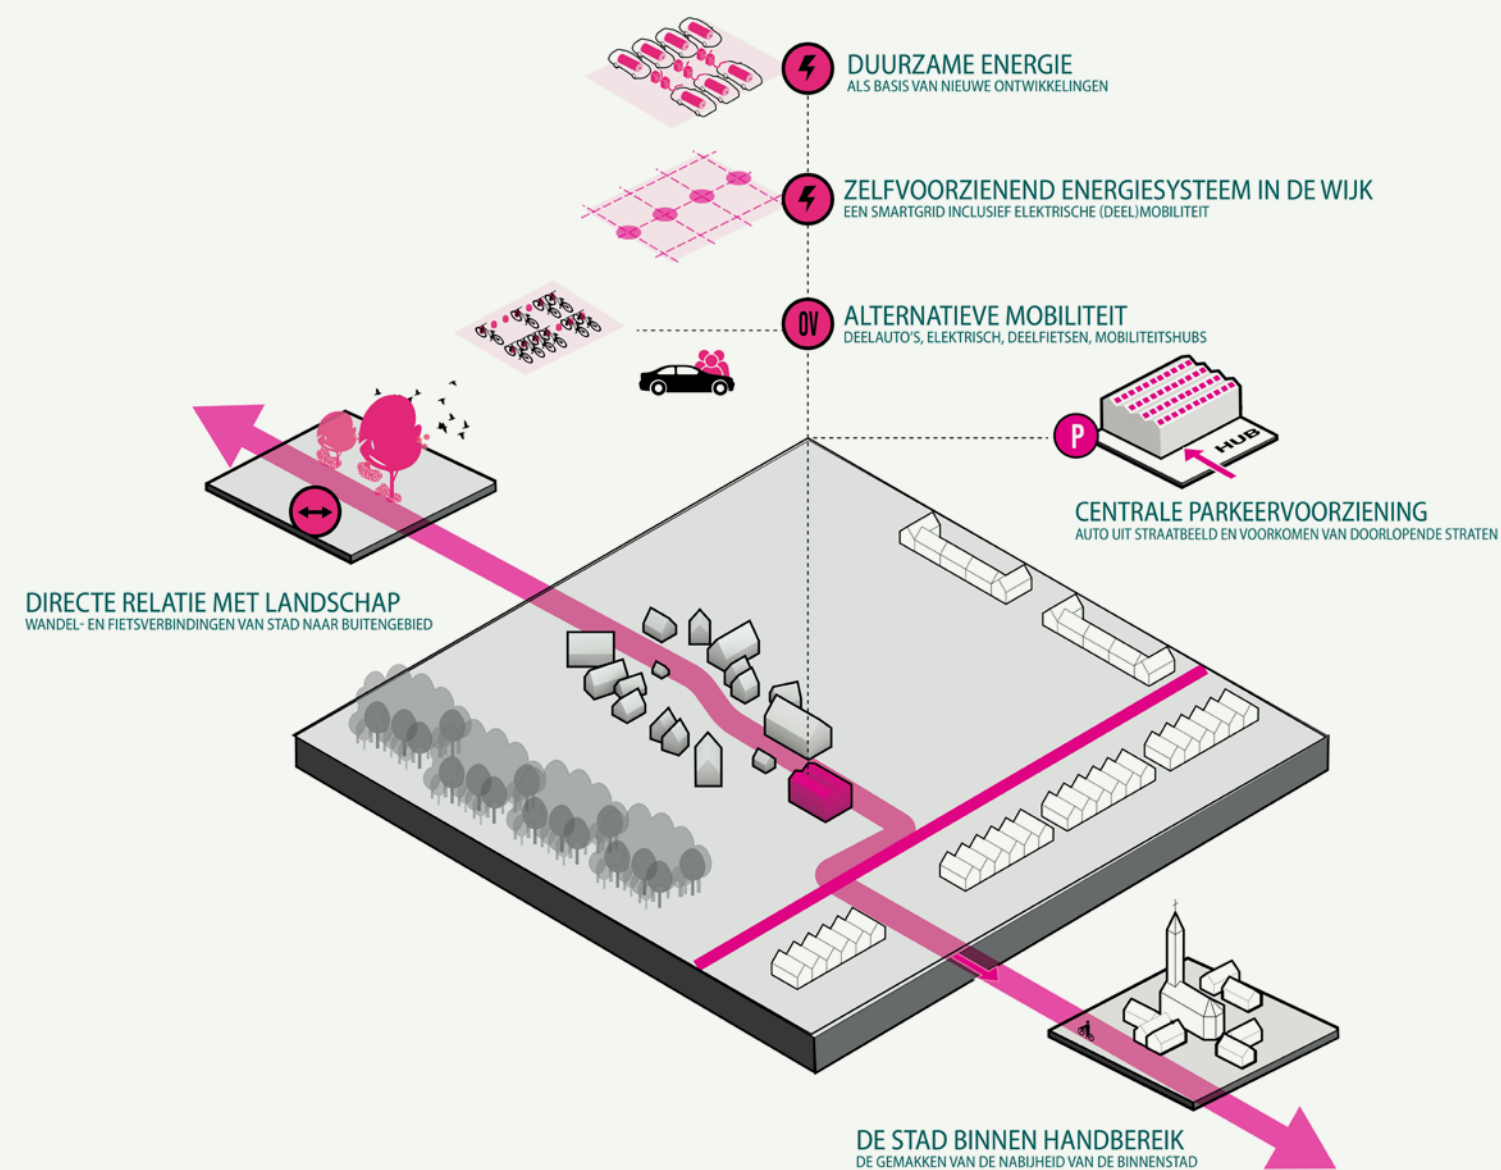 DUURZAME ENERGIE
ALS BASIS VAN NIEUWE ONTWIKKELINGEN
ZELFVOORZIENEND ENERGIESYSTEEM IN DE WIJK
EEN SMARTGRID INCLUSIEF ELEKTRISCHE (DEEL)MOBILITEIT
OV
ALTERNATIEVE MOBILITEIT
DEELAUTO'S, ELEKTRISCH, DEELFIETSEN, MOBILITEITSHUBS
P
HUB
CENTRALE PARKEERVOORZIENING
AUTO UIT STRAATBEELD EN VOORKOMEN VAN DOORLOPENDE STRATEN
DIRECTE RELATIE MET LANDSCHAP
WANDEL- EN FIETSVERBINDINGEN VAN STAD NAAR BUITENGEBIED
DE STAD BINNEN HANDBEREIK
DE GEMAKKEN VAN DE NABIJHEID VAN DE BINNENSTAD